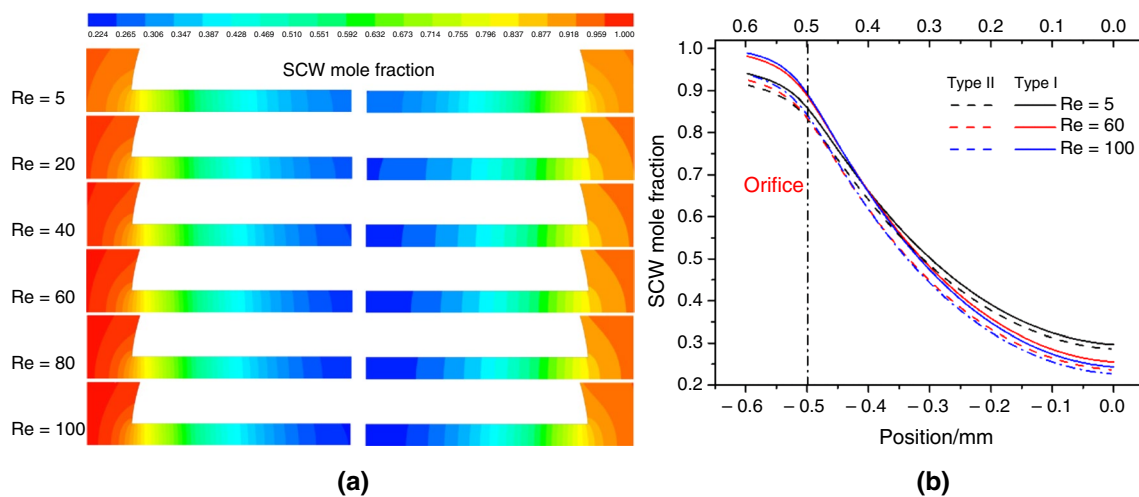 0.224 0.265 0.306 0.347 0.387 0.428 0.469 0.510 0.551 0.592 0.632 0.673 0.714 0.755 0.796 0.837 0.877 0.918 0.959 1.000
SCW mole fraction
Re = 5
Re = 20
Re = 40
Re = 60
Re = 80
Re = 100
(a)
0.6 0.5 0.4 0.3 0.2 0.1 0.0
1.0
0.9
0.8
0.7
0.6
0.5
0.4
0.3
0.2
SCW mole fraction
Type II Type I
Re = 5
Re = 60
Re = 100
Orifice
– 0.6 – 0.5 – 0.4 – 0.3 – 0.2 – 0.1 0.0
Position/mm
(b)